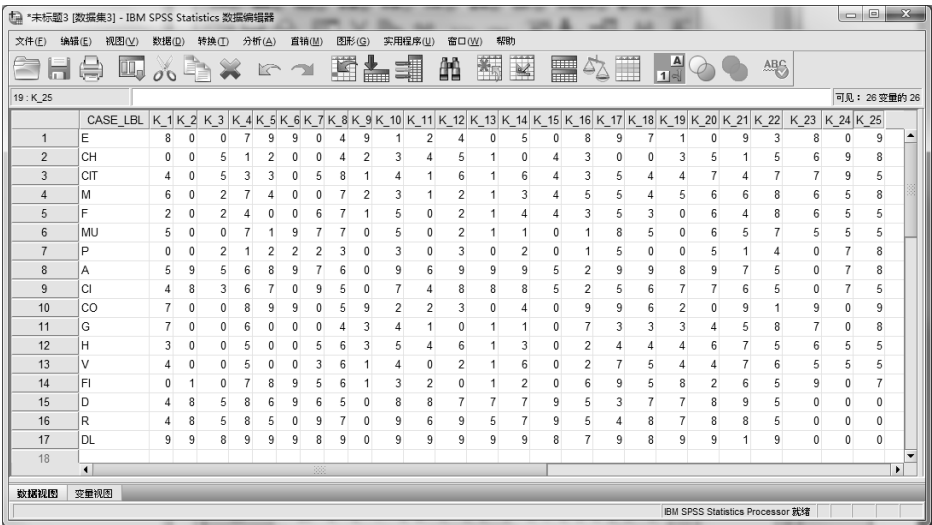 *未标题3 [数据集3] - IBM SPSS Statistics 数据编辑器
文件(F) 编辑(E) 视图(V) 数据(D) 转换(T) 分析(A) 直销(M) 图形(G) 实用程序(U) 窗口(W) 帮助
19 : K_25 可见： 26 变量的 26
CASE_LBL K_1 K_2 K_3 K_4 K_5 K_6 K_7 K_8 K_9 K_10 K_11 K_12 K_13 K_14 K_15 K_16 K_17 K_18 K_19 K_20 K_21 K_22 K_23 K_24 K_25
1 E 8 0 0 7 9 9 0 4 9 1 2 4 0 5 0 8 9 7 1 0 9 3 8 0 9
2 CH 0 0 5 1 2 0 0 4 2 3 4 5 1 0 4 3 0 0 3 5 1 5 6 9 8
3 CIT 4 0 5 3 3 0 5 8 1 4 1 6 1 6 4 3 5 4 4 7 4 7 7 9 5
4 M 6 0 2 7 4 0 0 7 2 3 1 2 1 3 4 5 5 4 5 6 6 8 6 5 8
5 F 2 0 2 4 0 0 6 7 1 5 0 2 1 4 4 3 5 3 0 6 4 8 6 5 5
6 MU 5 0 0 7 1 9 7 7 0 5 0 2 1 1 0 1 8 5 0 6 5 7 5 5 5
7 P 0 0 2 1 2 2 2 3 0 3 0 3 0 2 0 1 5 0 0 5 1 4 0 7 8
8 A 5 9 5 6 8 9 7 6 0 9 6 9 9 9 5 2 9 9 8 9 7 5 0 7 8
9 CI 4 8 3 6 7 0 9 5 0 7 4 8 8 8 5 2 5 6 7 7 6 5 0 7 5
10 CO 7 0 0 8 9 9 0 5 9 2 2 3 0 4 0 9 9 6 2 0 9 1 9 0 9
11 G 7 0 0 6 0 0 0 4 3 4 1 0 1 1 0 7 3 3 3 4 5 8 7 0 8
12 H 3 0 0 5 0 0 5 6 3 5 4 6 1 3 0 2 4 4 4 6 7 5 6 5 5
13 V 4 0 0 5 0 0 3 6 1 4 0 2 1 6 0 2 7 5 4 4 7 6 5 5 5
14 FI 0 1 0 7 8 9 5 6 1 3 2 0 1 2 0 6 9 5 8 2 6 5 9 0 7
15 D 4 8 5 8 6 9 6 5 0 8 8 7 7 7 9 5 3 7 7 8 9 5 0 0 0
16 R 4 8 5 8 5 0 9 7 0 9 6 9 5 7 9 5 4 8 7 8 8 5 0 0 0
17 DL 9 9 8 9 9 9 8 9 0 9 9 9 9 9 8 7 9 8 9 9 1 9 0 0 0
18
数据视图 变量视图
IBM SPSS Statistics Processor 就绪